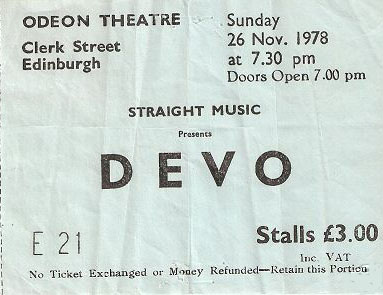 ODEON THEATRE
Clerk Street
Edinburgh
Sunday
26 Nov. 1978
at 7.30 pm
Doors Open 7.00 pm
STRAIGHT MUSIC
Presents
DEVO
E 21
Stalls £3.00
Inc. VAT
No Ticket Exchanged or Money Refunded—Retain this Portion